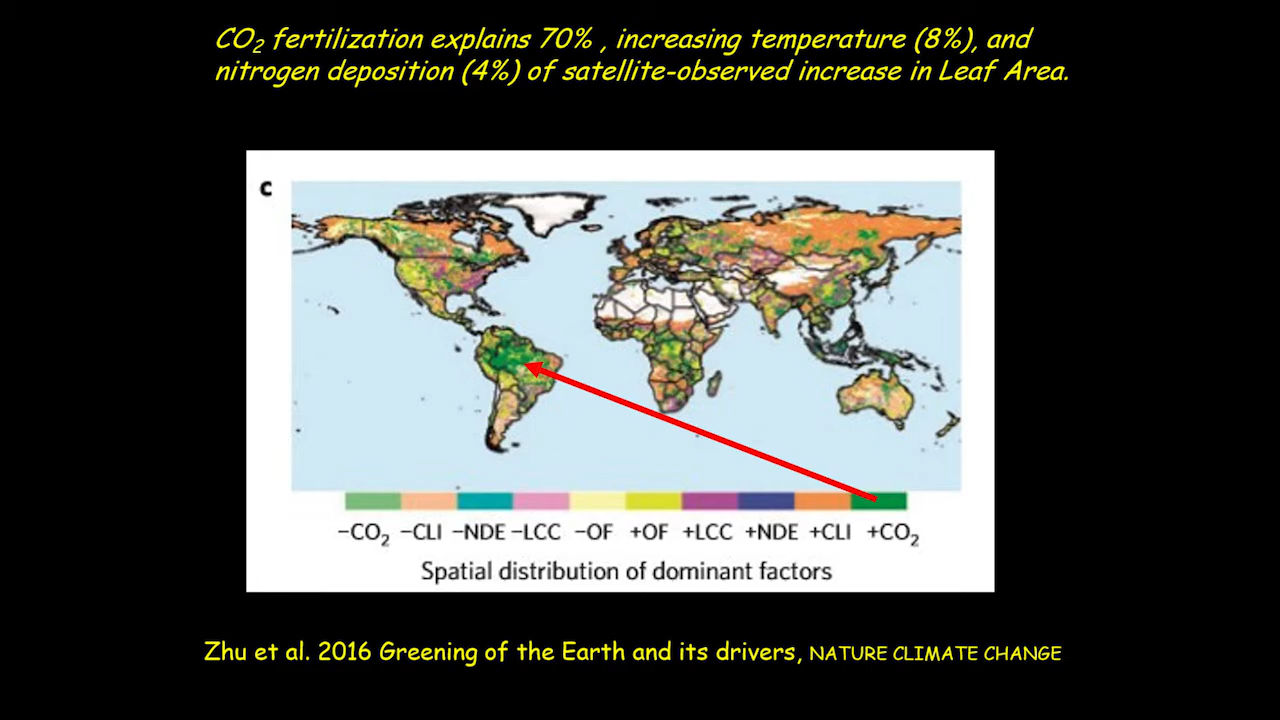 CO₂ fertilization explains 70% , increasing temperature (8%), and
nitrogen deposition (4%) of satellite-observed increase in Leaf Area.
c
−CO₂ −CLI −NDE −LCC −OF +OF +LCC +NDE +CLI +CO₂
Spatial distribution of dominant factors
Zhu et al. 2016 Greening of the Earth and its drivers, NATURE CLIMATE CHANGE